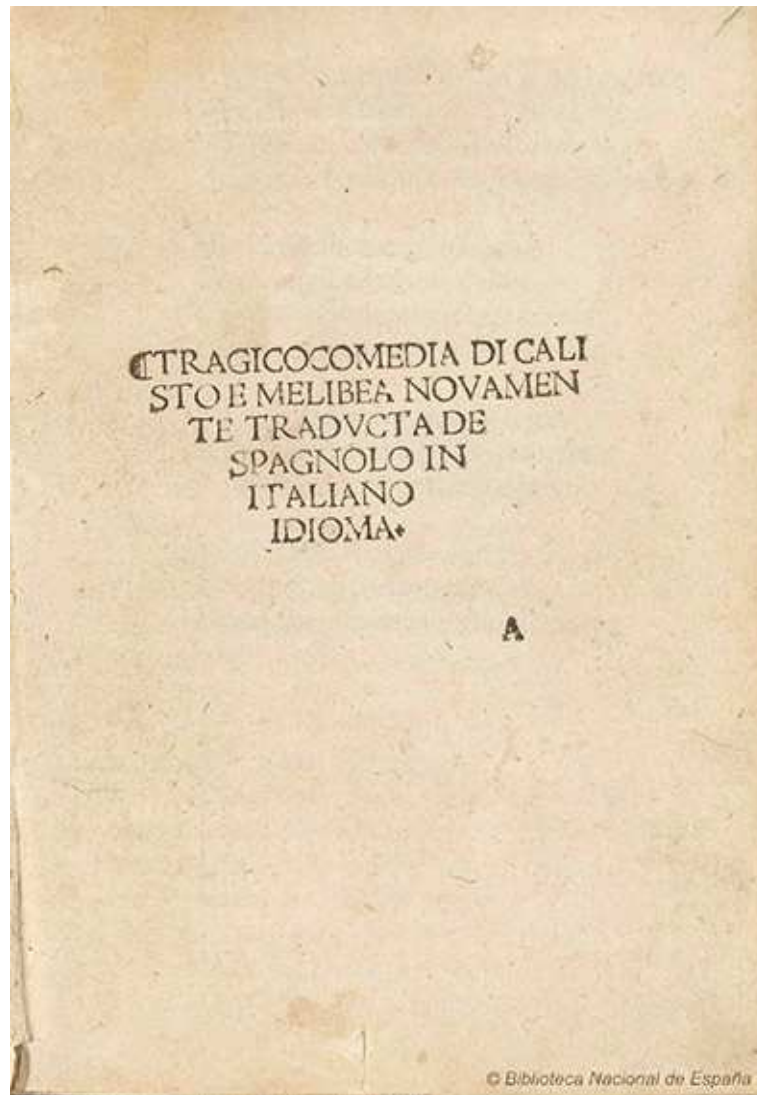 ⸿TRAGICOCOMEDIA DI CALI
STO E MELIBEA NOVAMEN
TE TRADVCTA DE
SPAGNOLO IN
ITALIANO
IDIOMA
A
© Biblioteca Nacional de España